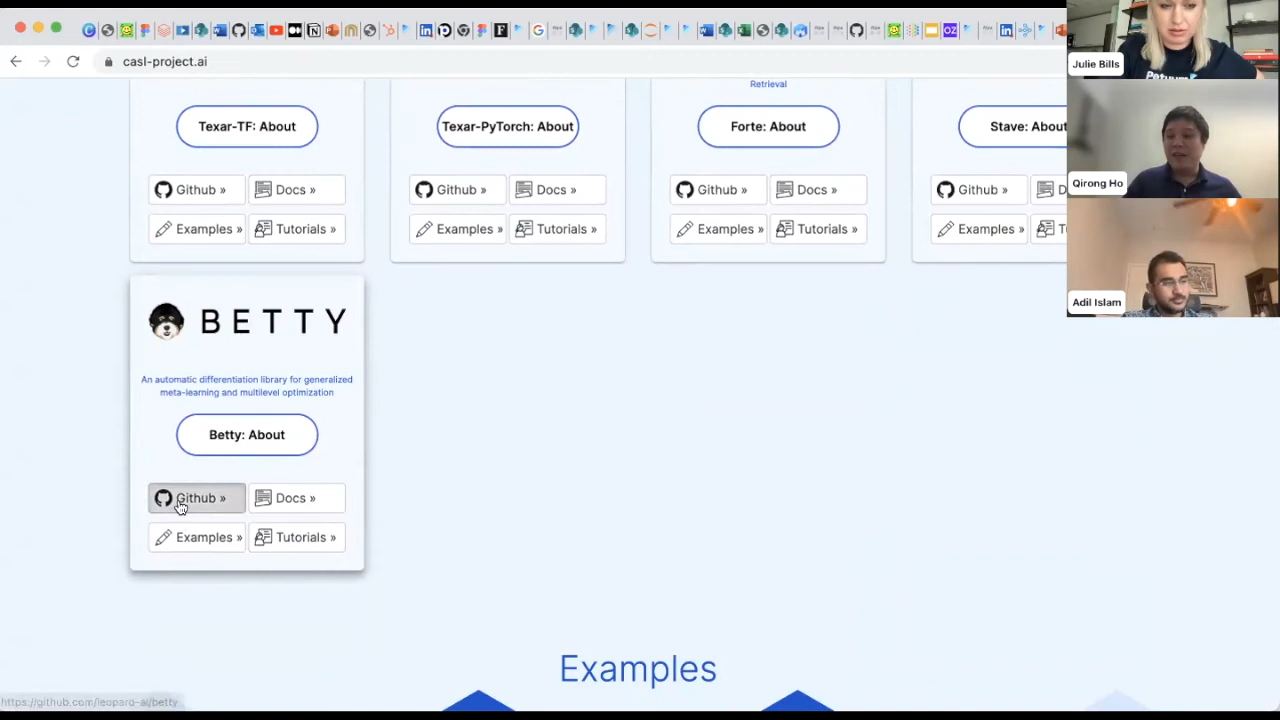 casl-project.ai
Julie Bills
Petuum
Retrieval
Texar-TF: About
Texar-PyTorch: About
Forte: About
Stave: About
Github »
Docs »
Github »
Docs »
Github »
Docs »
Github »
D
Qirong Ho
Examples »
Tutorials »
Examples »
Tutorials »
Examples »
Tutorials »
Examples »
Tu
Adil Islam
BETTY
An automatic differentiation library for generalized
meta-learning and multilevel optimization
Betty: About
Github »
Docs »
Examples »
Tutorials »
Examples
https://github.com/leopard-ai/betty